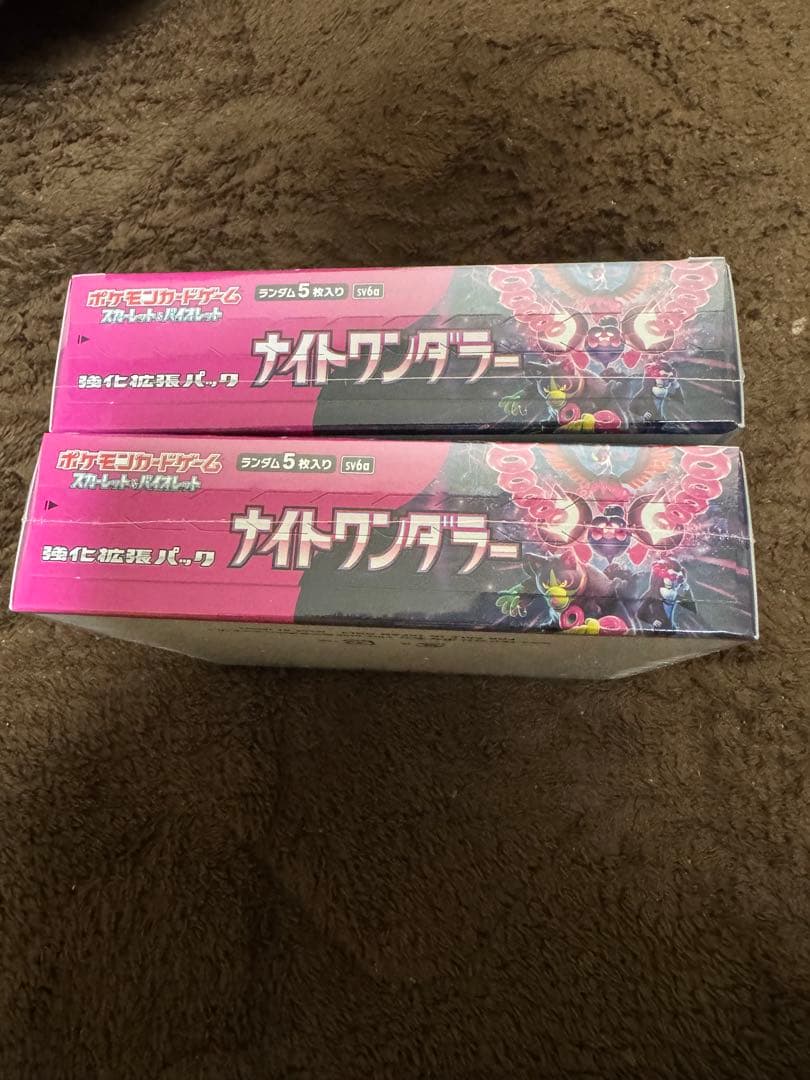 ポケモンカードゲーム
スカーレット&バイオレット
ランダム5枚入り
sv6a
強化拡張パック
ナイトワンダラー
ポケモンカードゲーム
スカーレット&バイオレット
ランダム5枚入り
sv6a
強化拡張パック
ナイトワンダラー